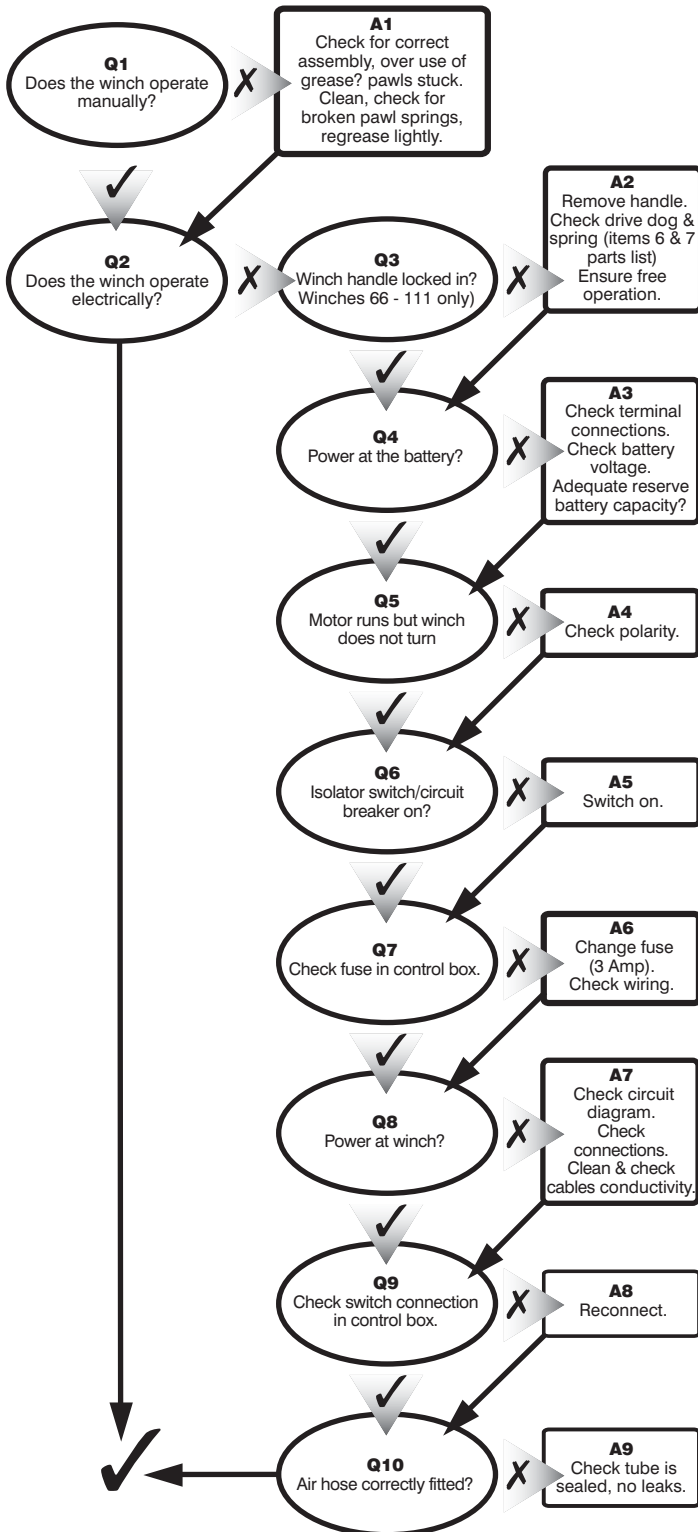 Q1
Does the winch operate
manually?
A1
Check for correct
assembly, over use of
grease? pawls stuck.
Clean, check for
broken pawl springs,
regrease lightly.
Q2
Does the winch operate
electrically?
Q3
Winch handle locked in?
Winches 66 - 111 only)
A2
Remove handle.
Check drive dog &
spring (items 6 & 7
parts list)
Ensure free
operation.
Q4
Power at the battery?
A3
Check terminal
connections.
Check battery
voltage.
Adequate reserve
battery capacity?
Q5
Motor runs but winch
does not turn
A4
Check polarity.
Q6
Isolator switch/circuit
breaker on?
A5
Switch on.
Q7
Check fuse in control box.
A6
Change fuse
(3 Amp).
Check wiring.
Q8
Power at winch?
A7
Check circuit
diagram.
Check
connections.
Clean & check
cables conductivity.
Q9
Check switch connection
in control box.
A8
Reconnect.
Q10
Air hose correctly fitted?
A9
Check tube is
sealed, no leaks.